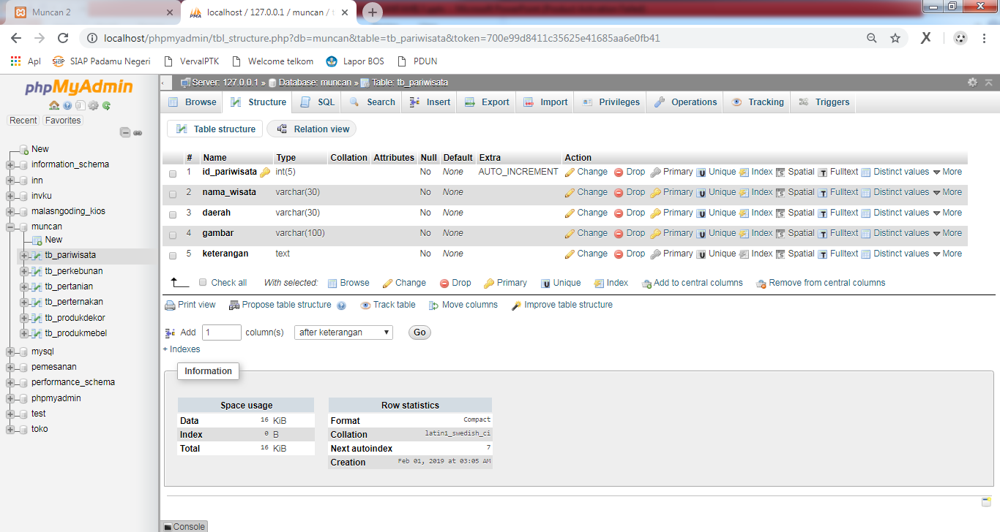 Muncan 2
localhost / 127.0.0.1 / muncan / t
localhost/phpmyadmin/tbl_structure.php?db=muncan&table=tb_pariwisata&token=700e99d8411c35625e41685aa6e0fb41
Apl SIAP Padamu Negeri VervalPTK Welcome telkom Lapor BOS PDUN
phpMyAdmin
Recent Favorites
New
information_schema
inn
invku
malasngoding_kios
muncan
New
tb_pariwisata
tb_perkebunan
tb_pertanian
tb_perternakan
tb_produkdekor
tb_produkmebel
mysql
pemesanan
performance_schema
phpmyadmin
test
toko
Server: 127.0.0.1 » Database: muncan » Table: tb_pariwisata
Browse Structure SQL Search Insert Export Import Privileges Operations Tracking Triggers
Table structure Relation view
# Name Type Collation Attributes Null Default Extra Action
1 id_pariwisata int(5) No None AUTO_INCREMENT Change Drop Primary Unique Index Spatial Fulltext Distinct values More
2 nama_wisata varchar(30) No None Change Drop Primary Unique Index Spatial Fulltext Distinct values More
3 daerah varchar(30) No None Change Drop Primary Unique Index Spatial Fulltext Distinct values More
4 gambar varchar(100) No None Change Drop Primary Unique Index Spatial Fulltext Distinct values More
5 keterangan text No None Change Drop Primary Unique Index Spatial Fulltext Distinct values More
Check all With selected: Browse Change Drop Primary Unique Index Add to central columns Remove from central columns
Print view Propose table structure Track table Move columns Improve table structure
Add 1 column(s) after keterangan Go
+ Indexes
Information
Space usage
Data 16 KiB
Index 0 B
Total 16 KiB
Row statistics
Format Compact
Collation latin1_swedish_ci
Next autoindex 7
Creation Feb 01, 2019 at 03:05 AM
Console